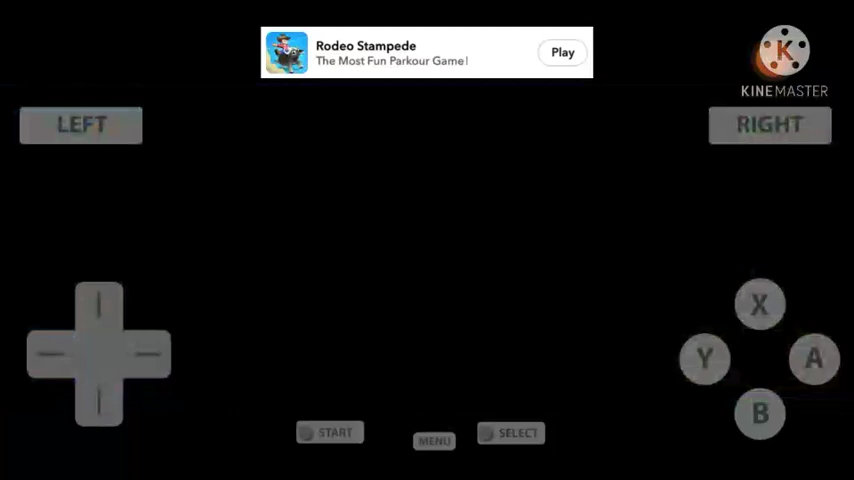 Rodeo Stampede
The Most Fun Parkour Game!
Play
K
KINEMASTER
LEFT
RIGHT
X
Y
A
B
START
MENU
SELECT